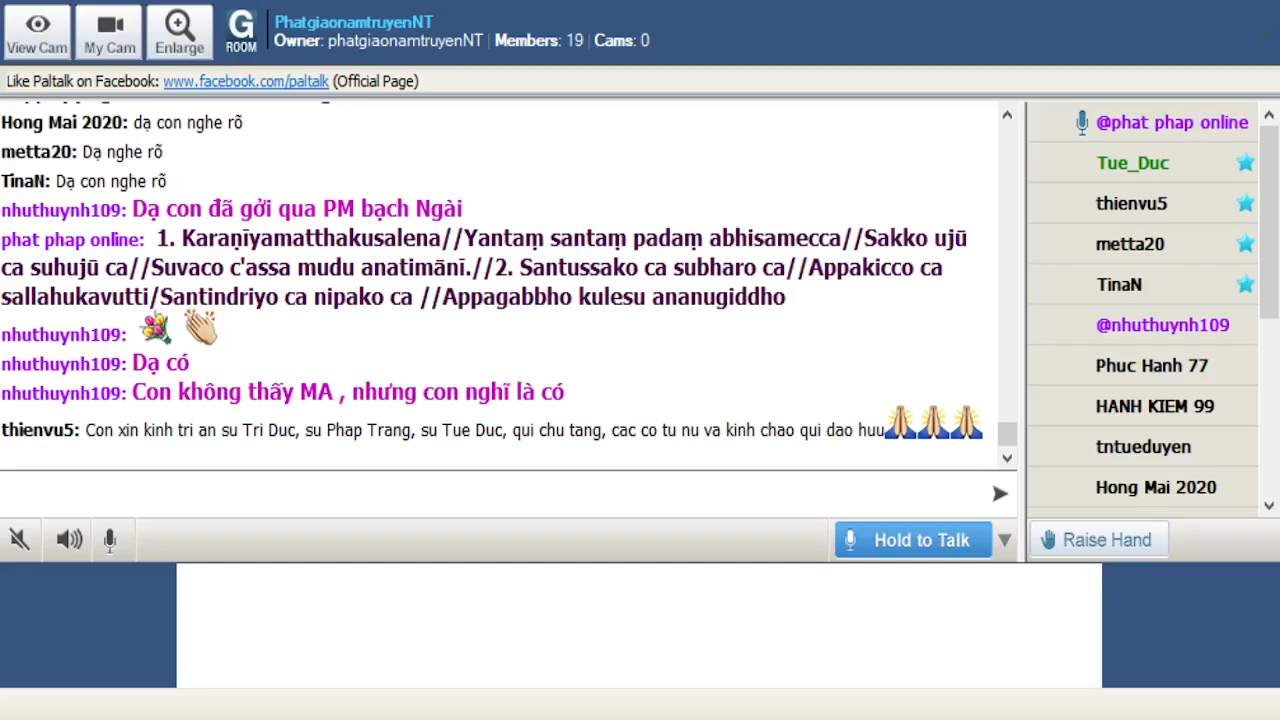 View Cam
My Cam
Enlarge
G
ROOM
PhatgiaonamtruyenNT
Owner: phatgiaonamtruyenNT | Members: 19 | Cams: 0
Like Paltalk on Facebook: www.facebook.com/paltalk (Official Page)
Hong Mai 2020: dạ con nghe rõ
metta20: Dạ nghe rõ
TinaN: Dạ con nghe rõ
nhuthuynh109: Dạ con đã gởi qua PM bạch Ngài
phat phap online: 1. Karaṇīyamatthakusalena//Yantaṃ santaṃ padaṃ abhisamecca//Sakko ujū
ca suhujū ca//Suvaco c'assa mudu anatimānī.//2. Santussako ca subharo ca//Appakicco ca
sallahukavutti/Santindriyo ca nipako ca //Appagabbho kulesu ananugiddho
nhuthuynh109:
nhuthuynh109: Dạ có
nhuthuynh109: Con không thấy MA , nhưng con nghĩ là có
thienvu5: Con xin kinh tri an su Tri Duc, su Phap Trang, su Tue Duc, qui chu tang, cac co tu nu va kinh chao qui dao huu
Hold to Talk
@phat phap online
Tue_Duc
thienvu5
metta20
TinaN
@nhuthuynh109
Phuc Hanh 77
HANH KIEM 99
tntueduyen
Hong Mai 2020
Raise Hand